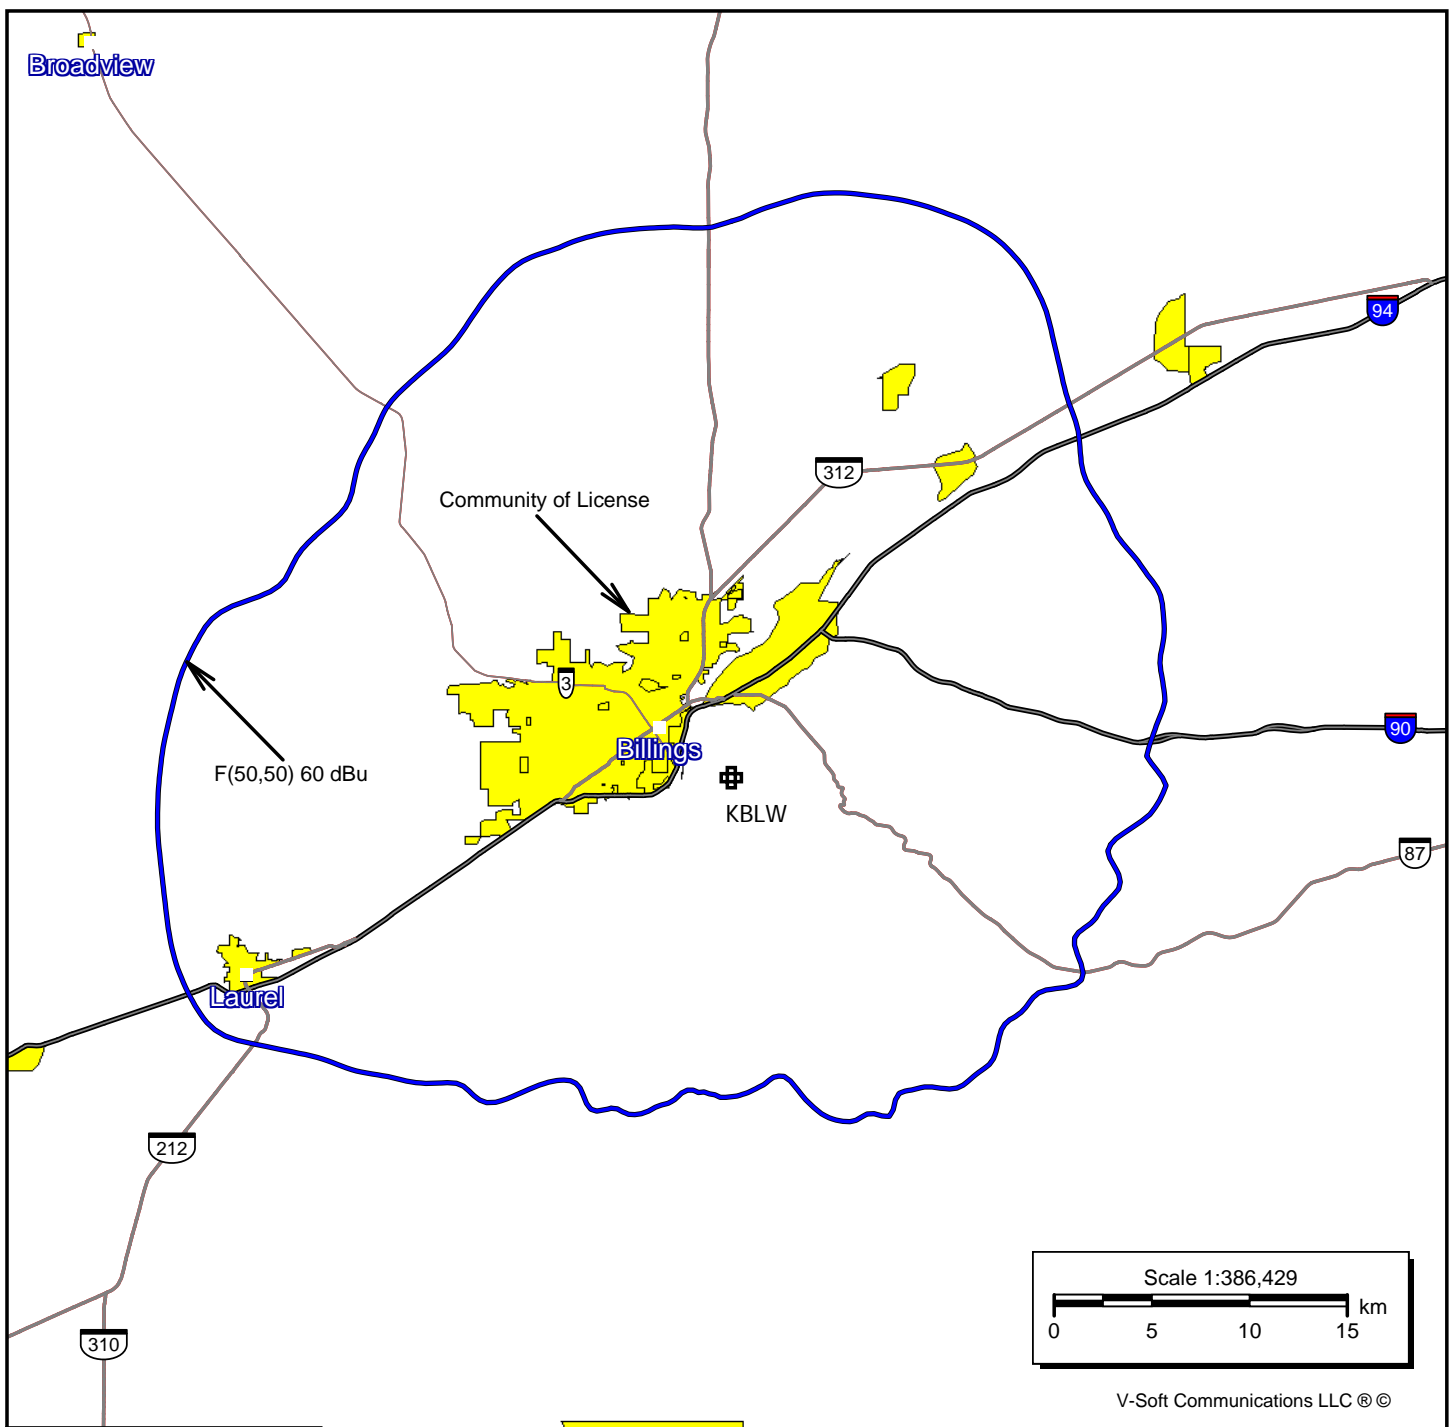 Broadview
94
312
Community of License
3
Billings
90
F(50,50) 60 dBu
KBLW
87
Laurel
212
Scale 1:386,429
km
0 5 10 15
310
V-Soft Communications LLC ® ©